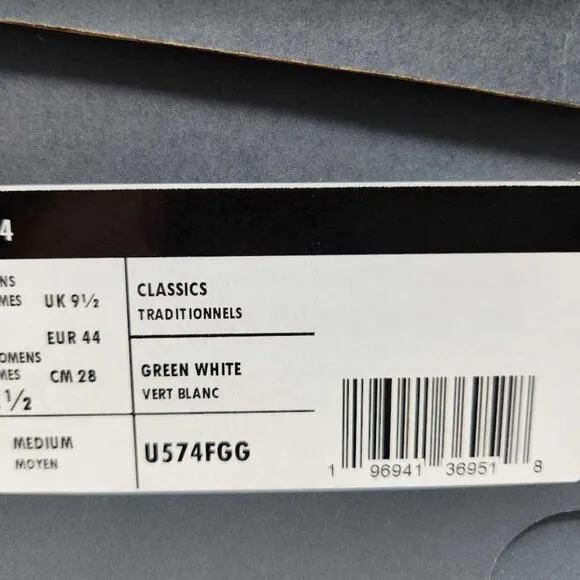 4
NS
MES UK 9½
EUR 44
OMENS
MES CM 28
½
MEDIUM
MOYEN
CLASSICS
TRADITIONNELS
GREEN WHITE
VERT BLANC
U574FGG
1 96941 36951 8